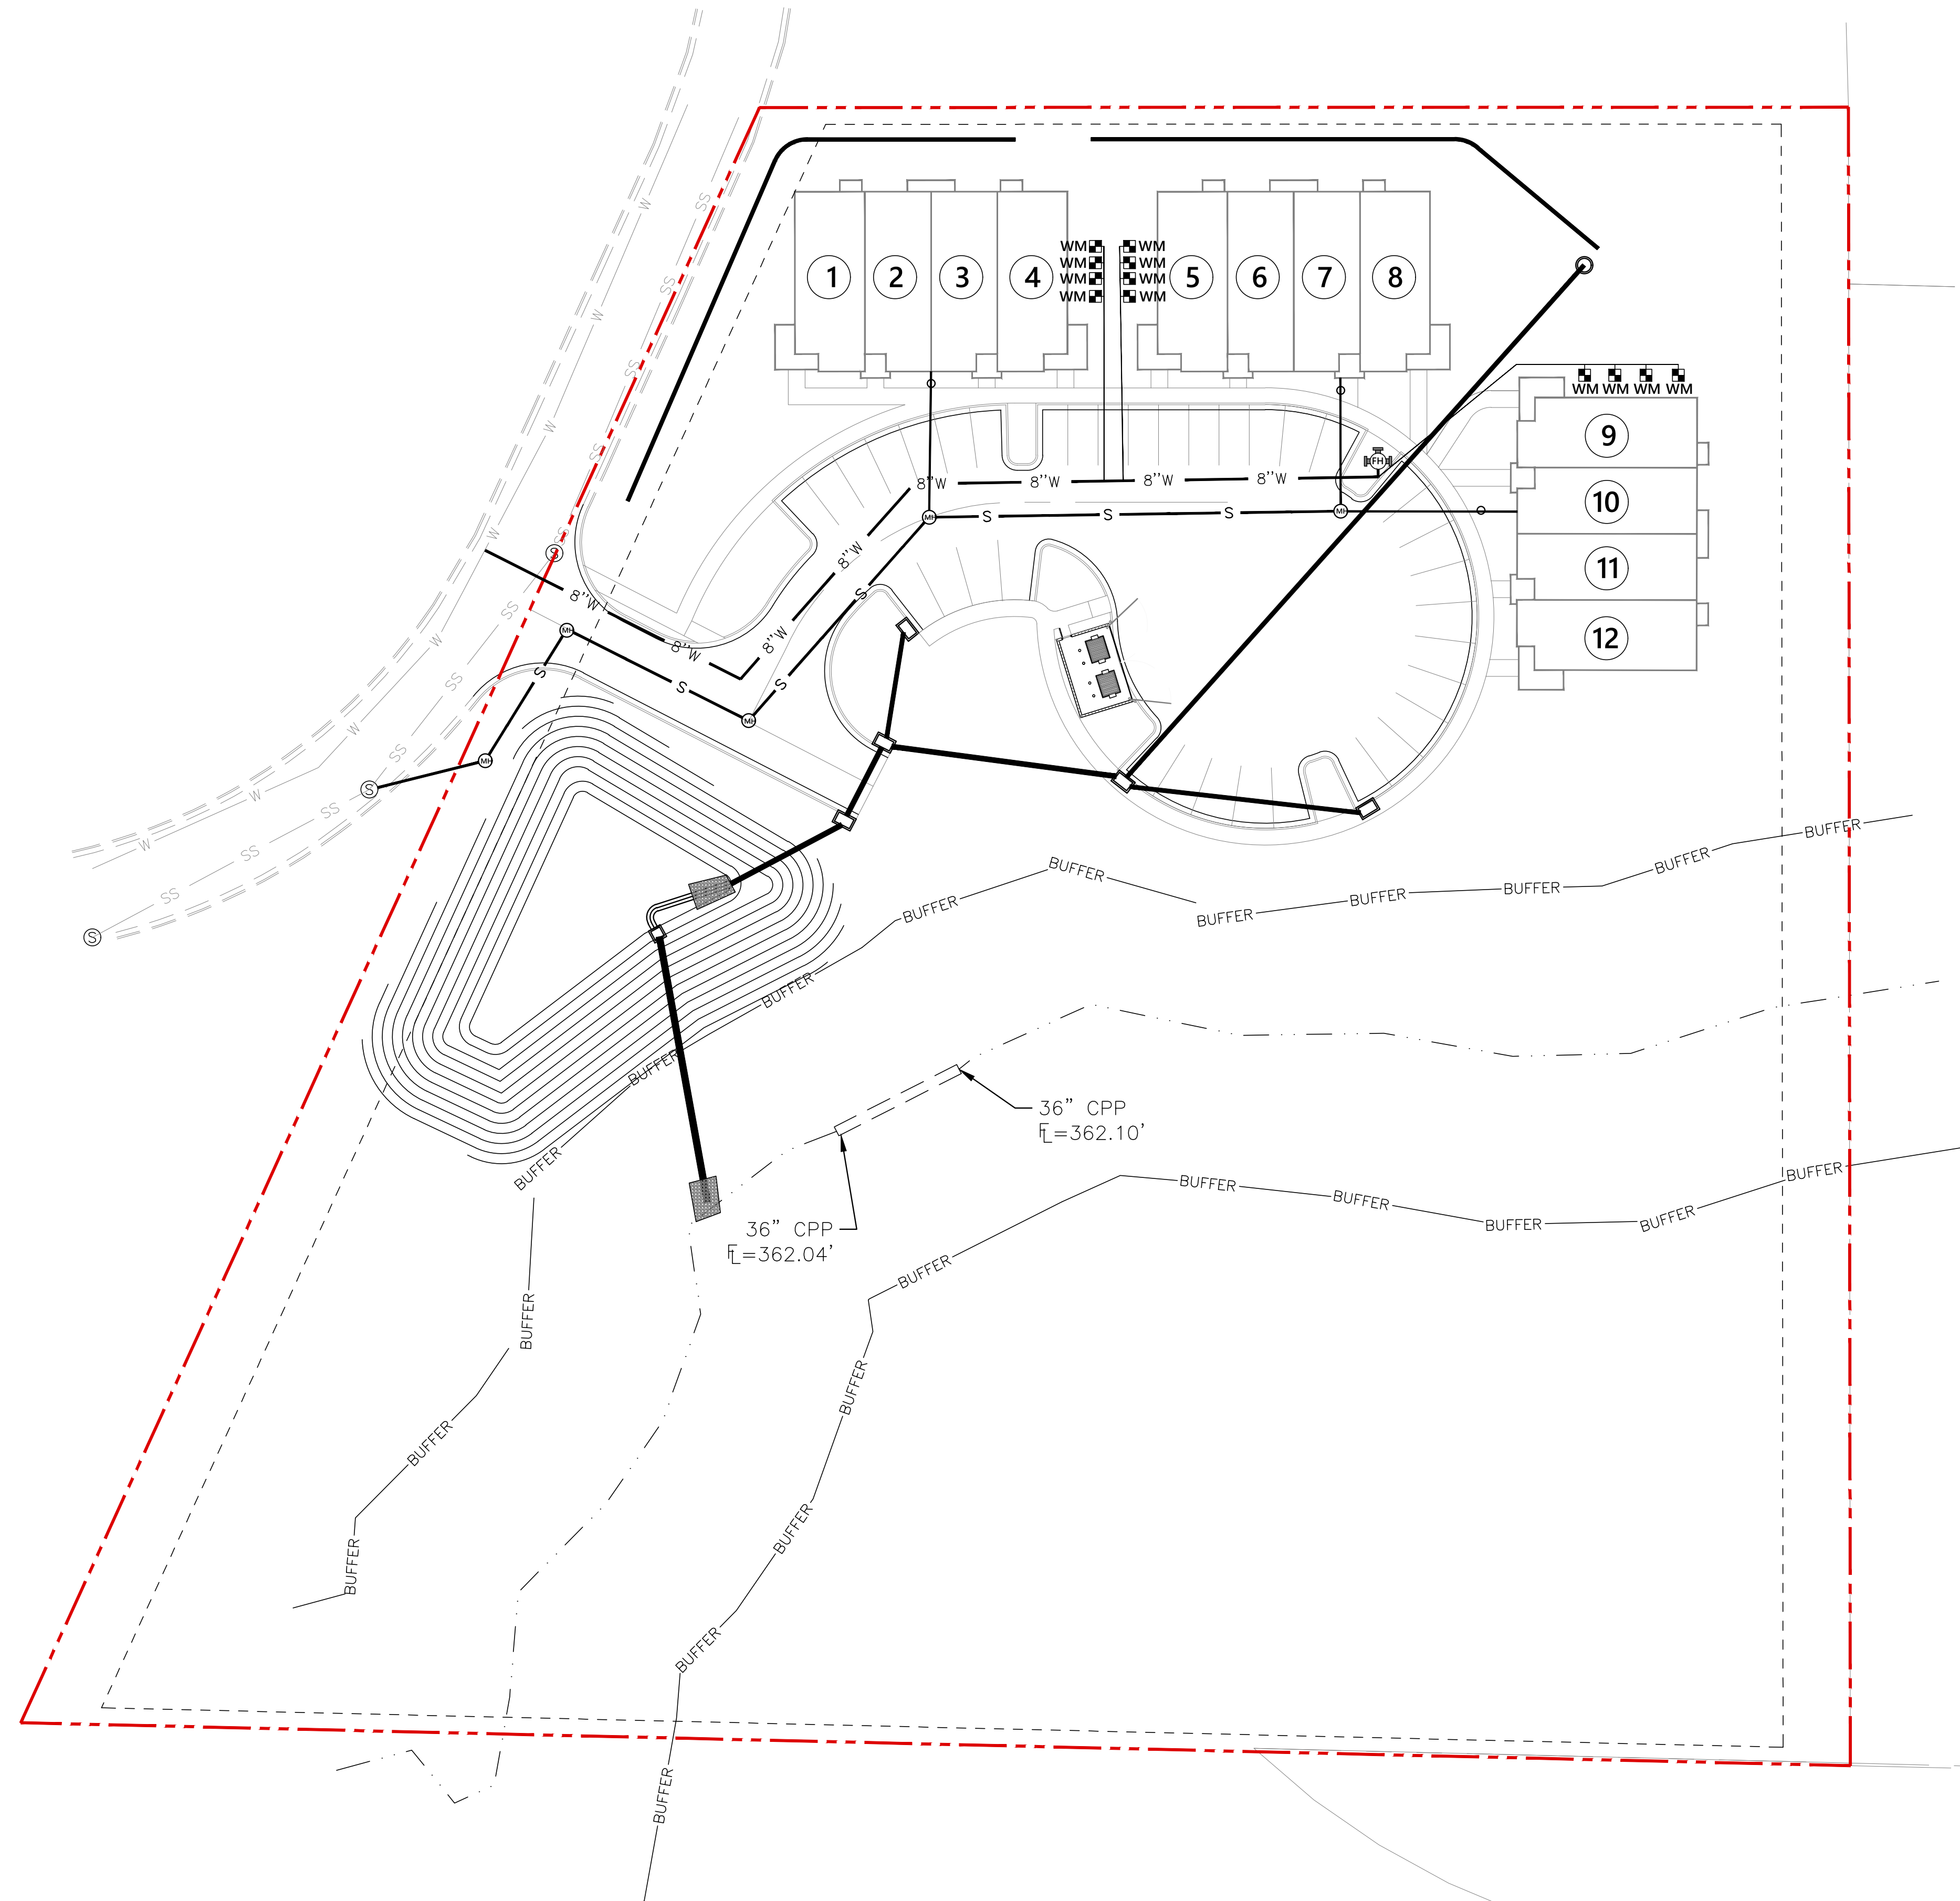 SS
W
SS
W
WM WM
WM WM
WM WM
WM WM
1 2 3 4 5 6 7 8
SS
W
WM WM WM WM
9
W
SS
FH
8"W 8"W 8"W 8"W
10
MH S S S MH
W
SS
S
8"W
11
8"W
S
SS
MH
8"W
12
W
8"W
S
S
S
SS
MH
W
SS
MH
S
W
SS
BUFFER
SS
BUFFER
BUFFER
SS
BUFFER
BUFFER
BUFFER
BUFFER
S
BUFFER
BUFFER
36" CPP
FL=362.10'
BUFFER
BUFFER
BUFFER
BUFFER
BUFFER
BUFFER
36" CPP
FL=362.04'
BUFFER
BUFFER
BUFFER
BUFFER
BUFFER
BUFFER
BUFFER
BUFFER